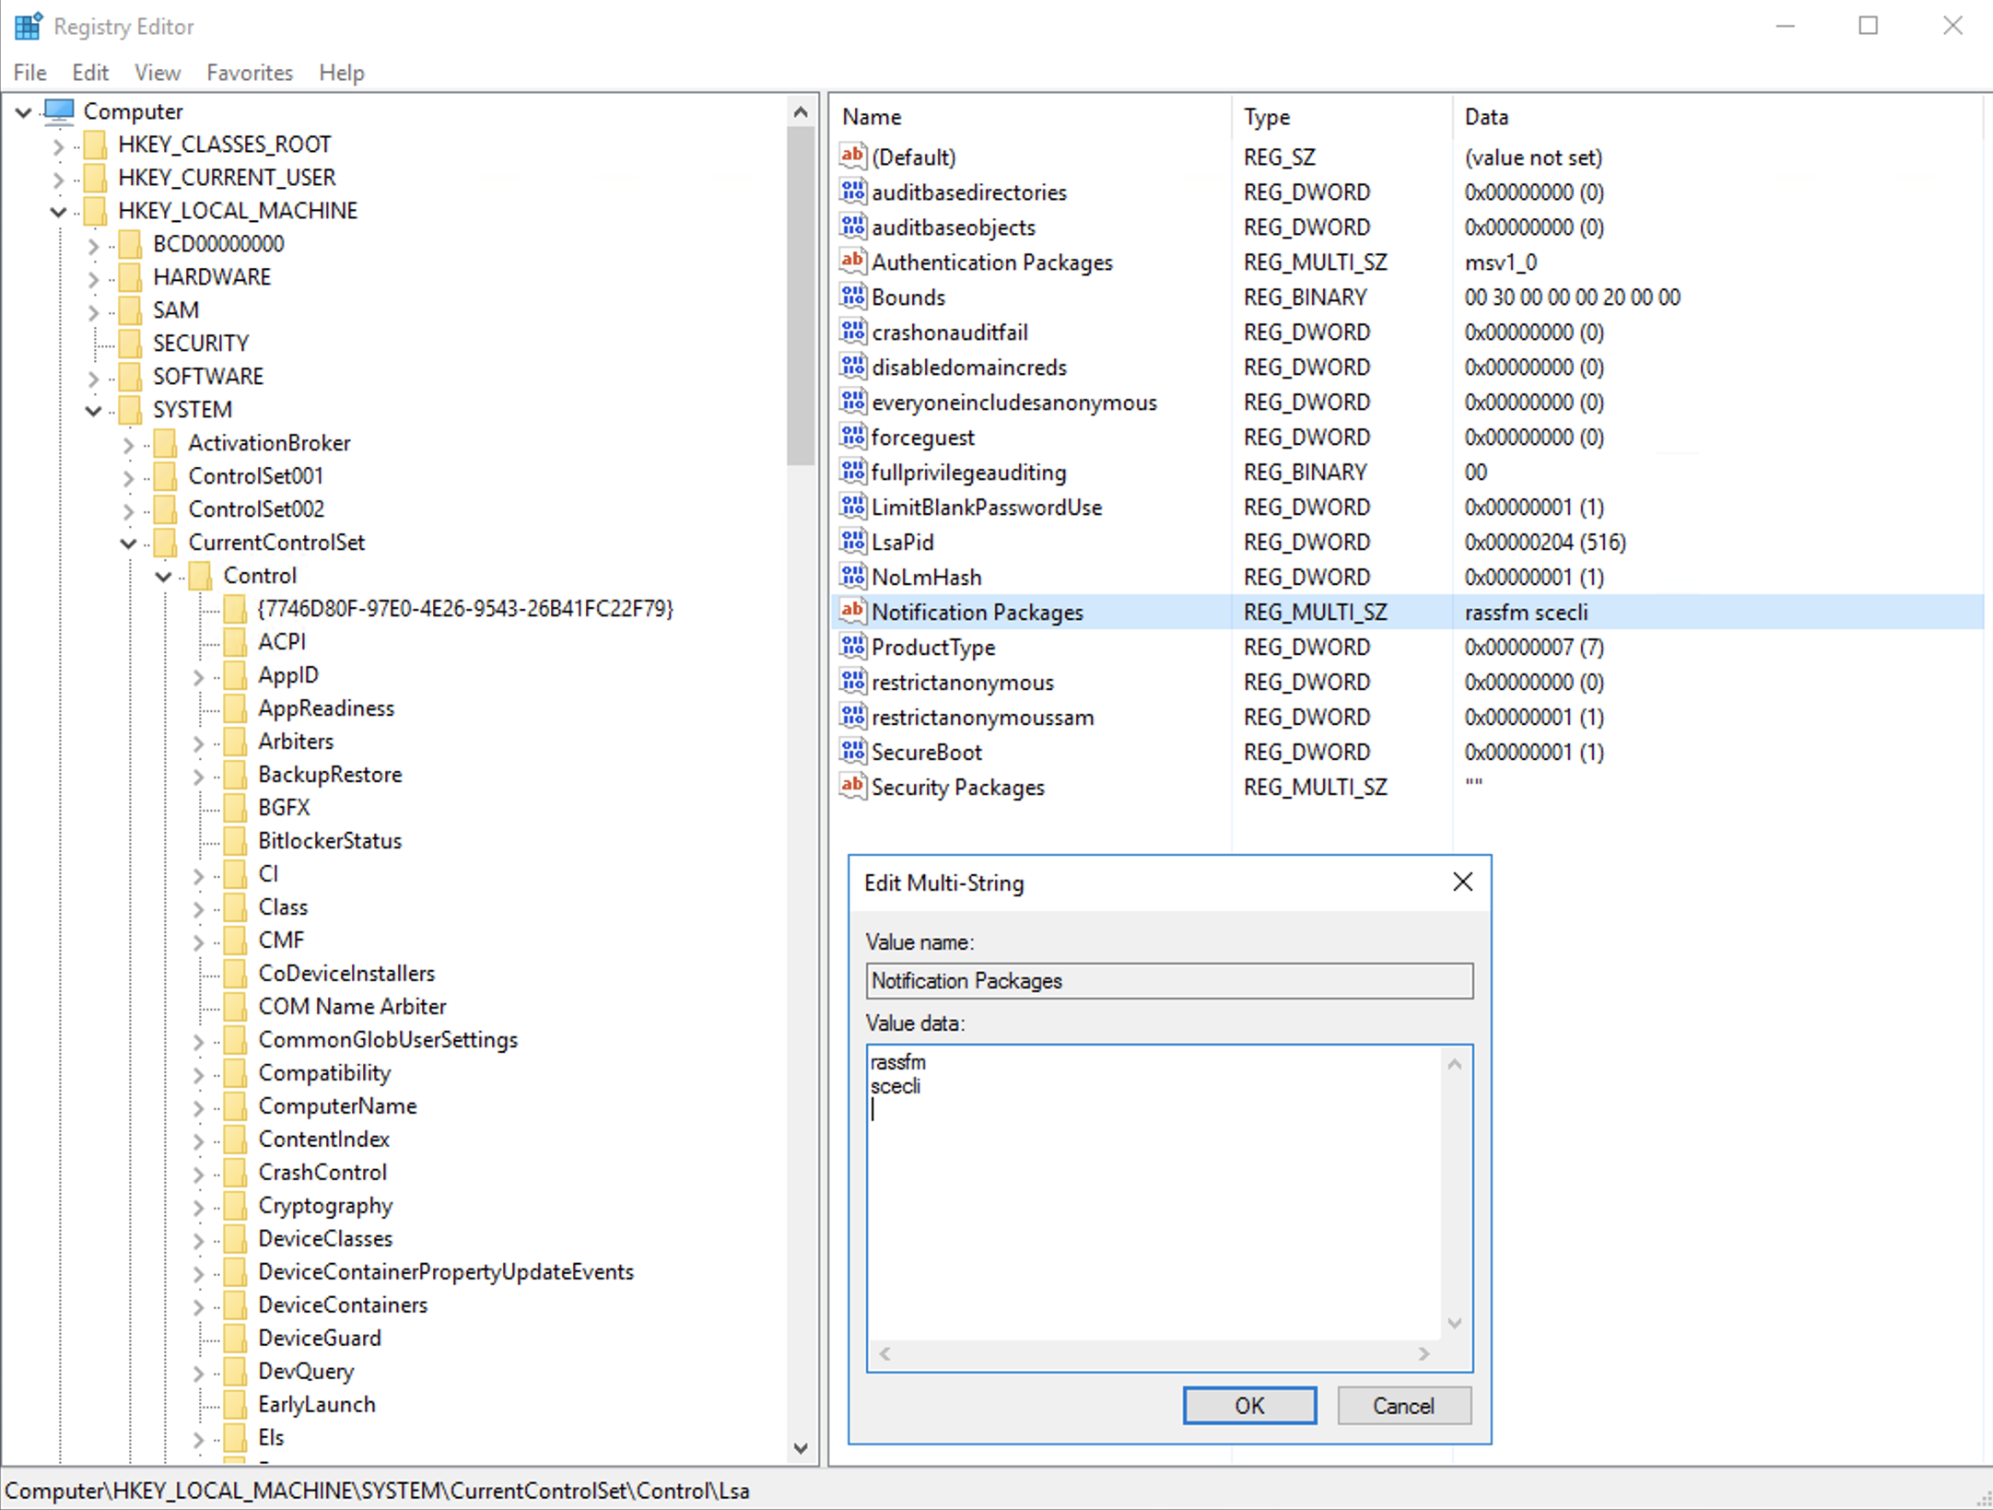 Registry Editor
File Edit View Favorites Help
Computer
HKEY_CLASSES_ROOT
HKEY_CURRENT_USER
HKEY_LOCAL_MACHINE
BCD00000000
HARDWARE
SAM
SECURITY
SOFTWARE
SYSTEM
ActivationBroker
ControlSet001
ControlSet002
CurrentControlSet
Control
{7746D80F-97E0-4E26-9543-26B41FC22F79}
ACPI
AppID
AppReadiness
Arbiters
BackupRestore
BGFX
BitlockerStatus
CI
Class
CMF
CoDeviceInstallers
COM Name Arbiter
CommonGlobUserSettings
Compatibility
ComputerName
ContentIndex
CrashControl
Cryptography
DeviceClasses
DeviceContainerPropertyUpdateEvents
DeviceContainers
DeviceGuard
DevQuery
EarlyLaunch
Els
Name Type Data
(Default) REG_SZ (value not set)
auditbasedirectories REG_DWORD 0x00000000 (0)
auditbaseobjects REG_DWORD 0x00000000 (0)
Authentication Packages REG_MULTI_SZ msv1_0
Bounds REG_BINARY 00 30 00 00 00 20 00 00
crashonauditfail REG_DWORD 0x00000000 (0)
disabledomaincreds REG_DWORD 0x00000000 (0)
everyoneincludesanonymous REG_DWORD 0x00000000 (0)
forceguest REG_DWORD 0x00000000 (0)
fullprivilegeauditing REG_BINARY 00
LimitBlankPasswordUse REG_DWORD 0x00000001 (1)
LsaPid REG_DWORD 0x00000204 (516)
NoLmHash REG_DWORD 0x00000001 (1)
Notification Packages REG_MULTI_SZ rassfm scecli
ProductType REG_DWORD 0x00000007 (7)
restrictanonymous REG_DWORD 0x00000000 (0)
restrictanonymoussam REG_DWORD 0x00000001 (1)
SecureBoot REG_DWORD 0x00000001 (1)
Security Packages REG_MULTI_SZ ""
Edit Multi-String
Value name:
Notification Packages
Value data:
rassfm
scecli
OK Cancel
Computer\HKEY_LOCAL_MACHINE\SYSTEM\CurrentControlSet\Control\Lsa